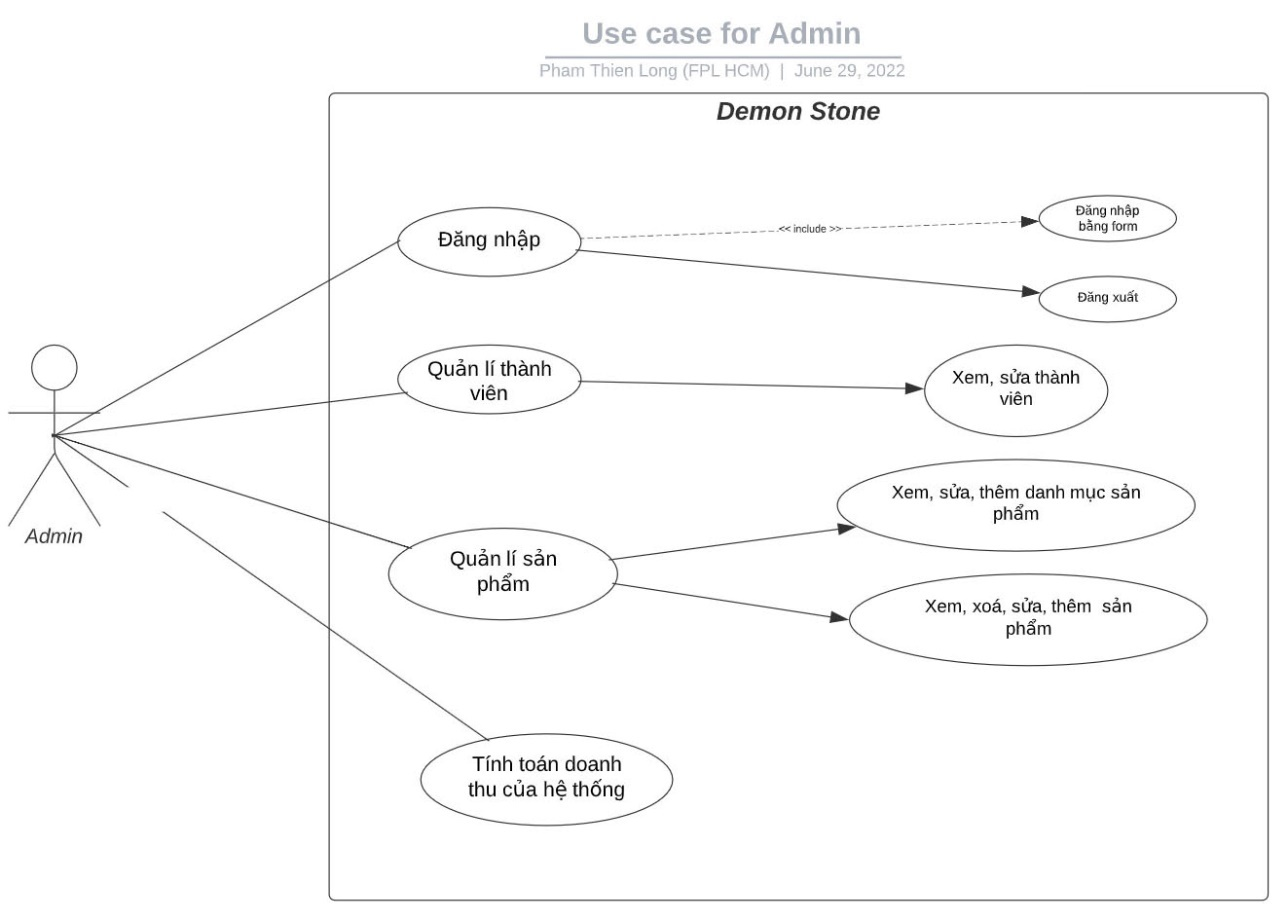 Use case for Admin
Pham Thien Long (FPL HCM) | June 29, 2022
Demon Stone
Đăng nhập
<< include >>
Đăng nhập
bằng form
Đăng xuất
Quản lí thành
viên
Xem, sửa thành
viên
Admin
Quản lí sản
phẩm
Xem, sửa, thêm danh mục sản
phẩm
Xem, xoá, sửa, thêm  sản
phẩm
Tính toán doanh
thu của hệ thống